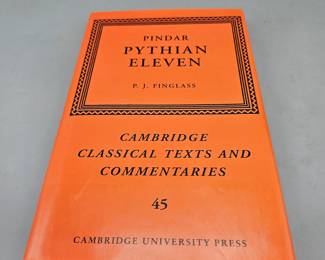 PINDAR
PYTHIAN
ELEVEN
P. J. FINGLASS
CAMBRIDGE
CLASSICAL TEXTS AND
COMMENTARIES
45
CAMBRIDGE UNIVERSITY PRESS